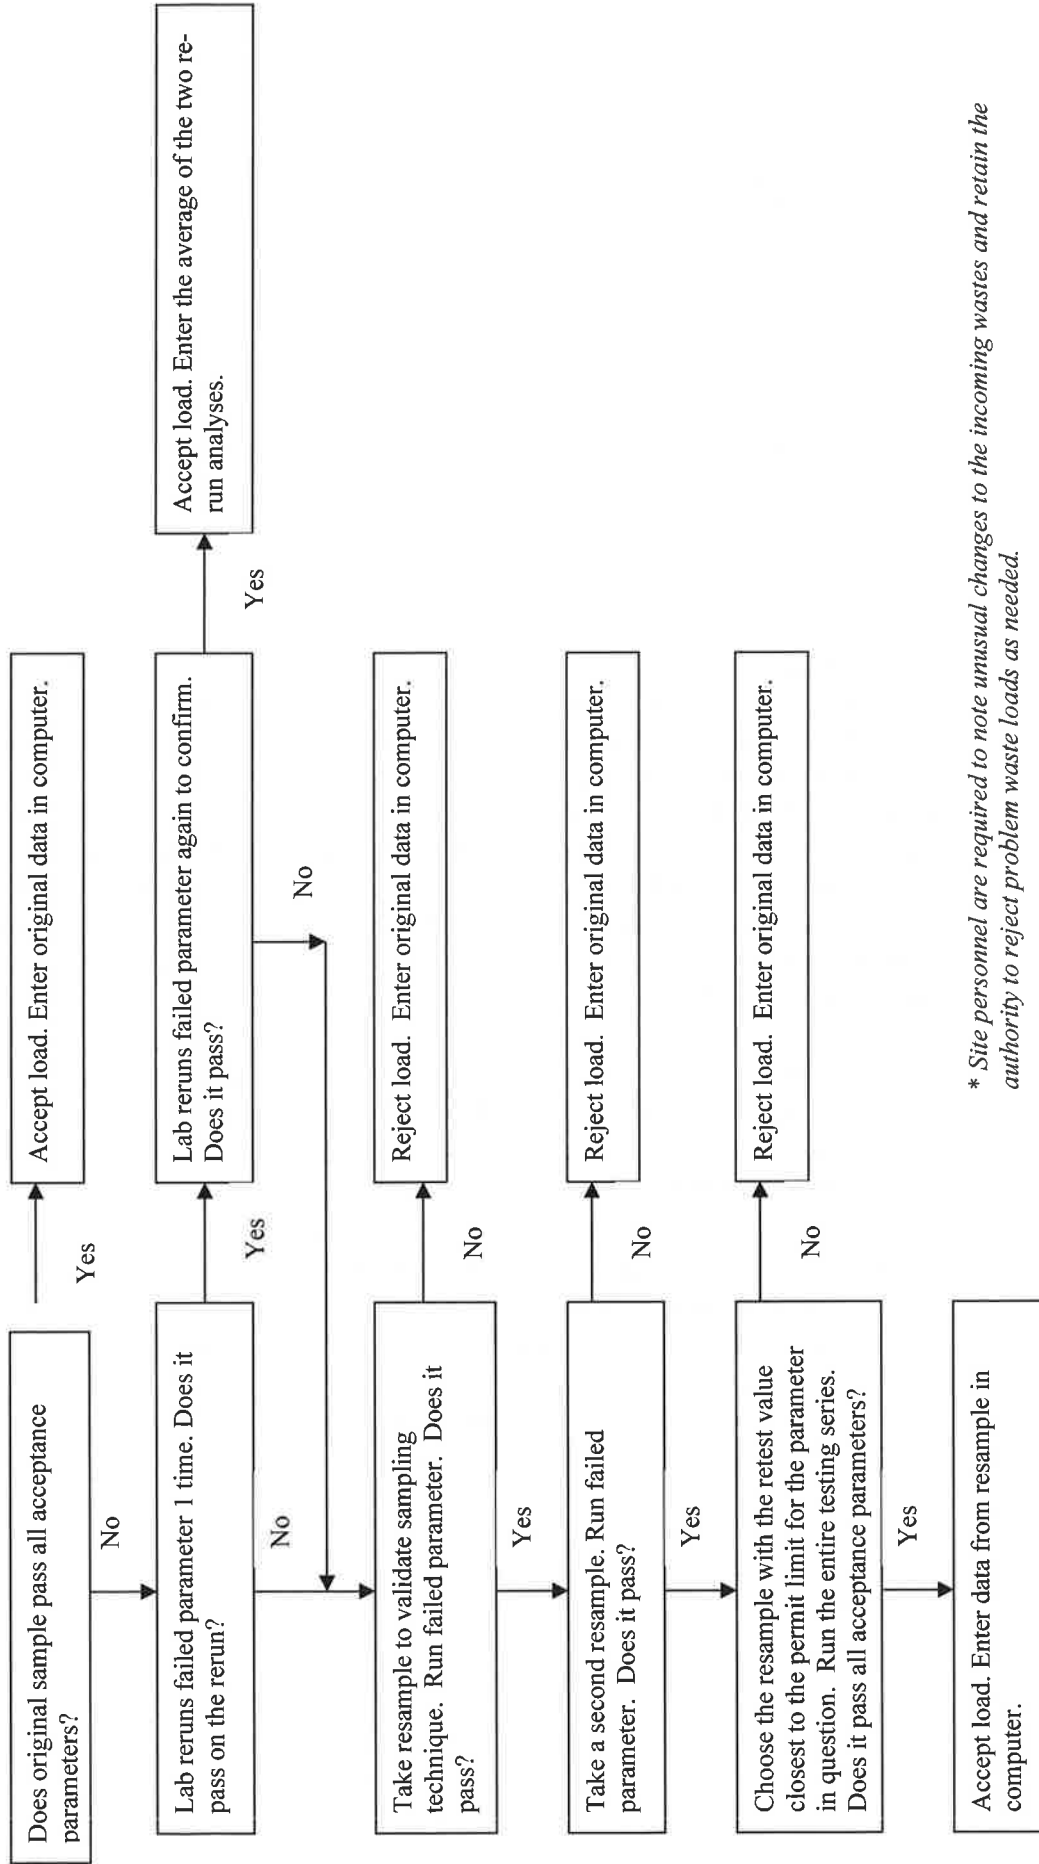 Does original sample pass all acceptance
parameters?
Yes
Accept load. Enter original data in computer.
No
Lab reruns failed parameter 1 time. Does it
pass on the rerun?
Yes
Lab reruns failed parameter again to confirm.
Does it pass?
Yes
Accept load. Enter the average of the two re-
run analyses.
No
No
Take resample to validate sampling
technique. Run failed parameter. Does it
pass?
No
Reject load. Enter original data in computer.
Yes
Take a second resample. Run failed
parameter. Does it pass?
No
Reject load. Enter original data in computer.
Yes
Choose the resample with the retest value
closest to the permit limit for the parameter
in question. Run the entire testing series.
Does it pass all acceptance parameters?
No
Reject load. Enter original data in computer.
Yes
Accept load. Enter data from resample in
computer.
* Site personnel are required to note unusual changes to the incoming wastes and retain the
authority to reject problem waste loads as needed.